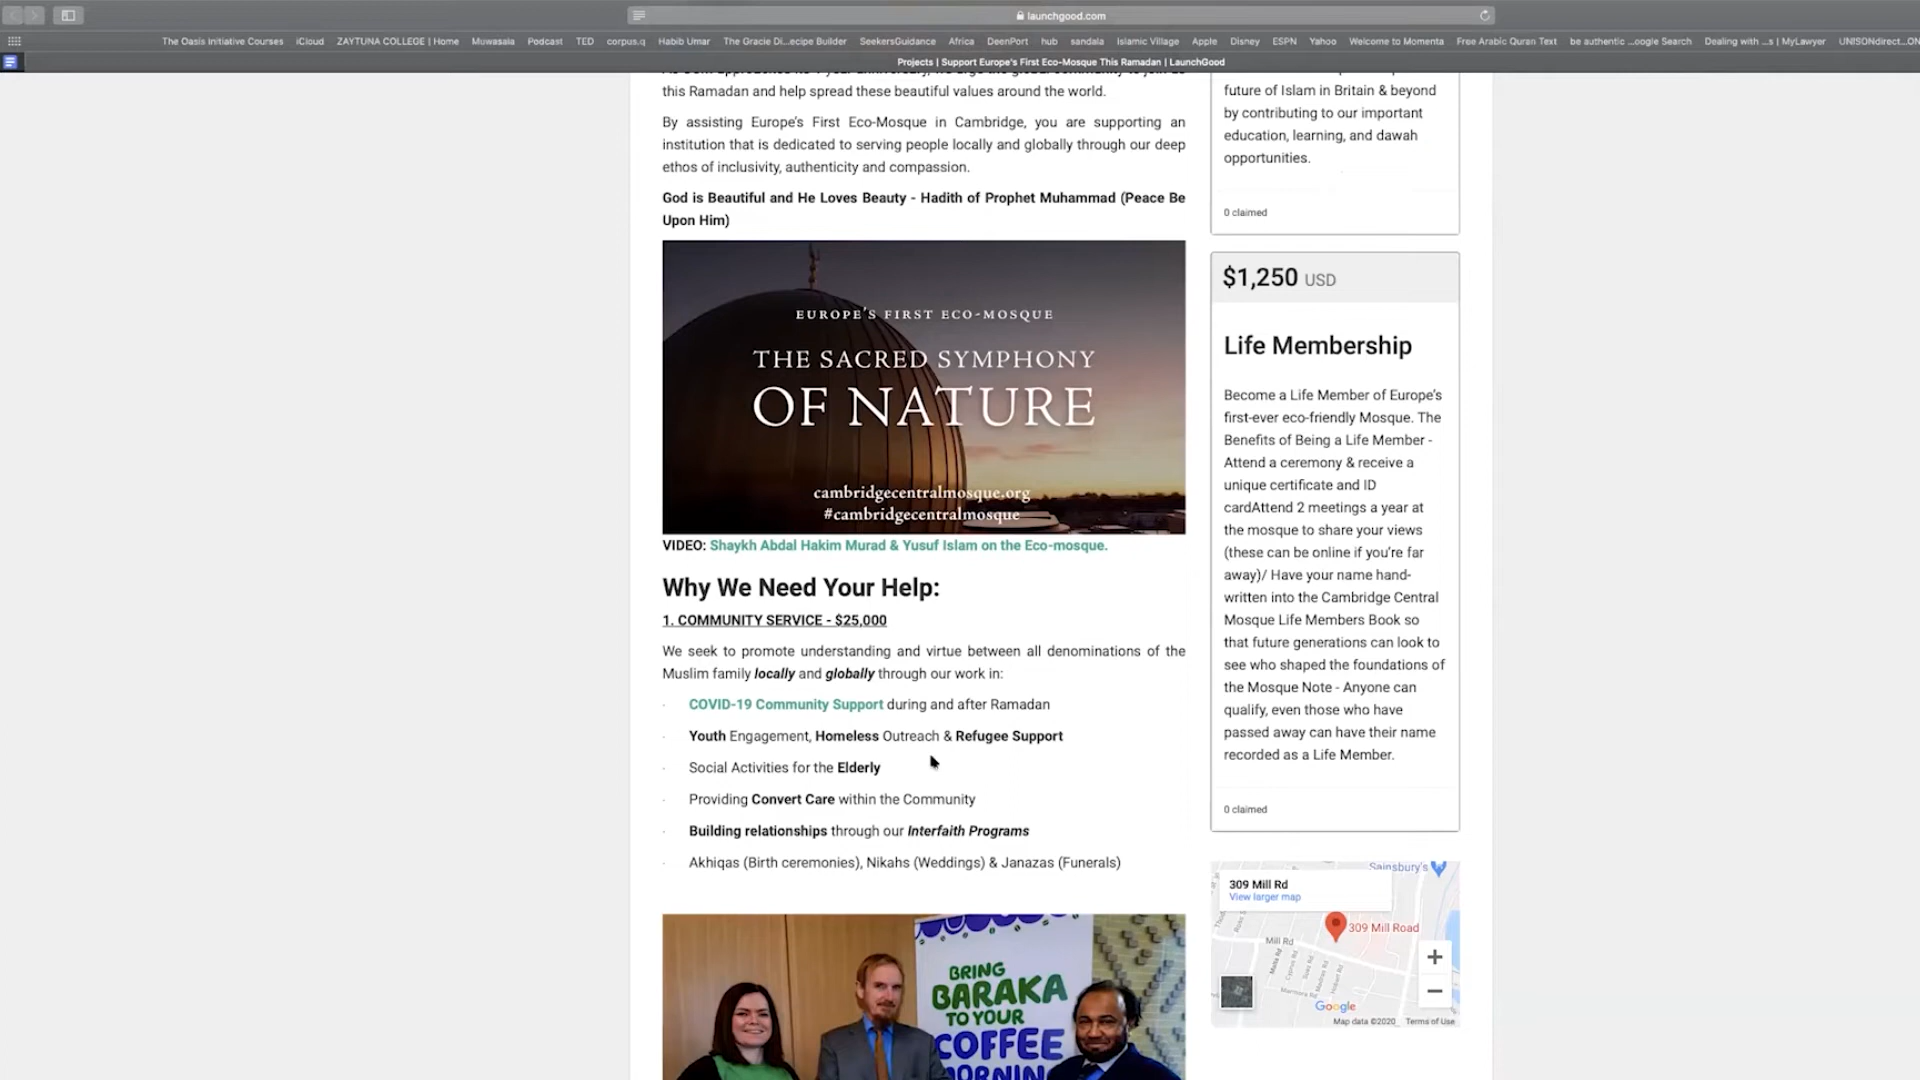 launchgood.com
The Oasis Initiative Courses
iCloud
ZAYTUNA COLLEGE | Home
Muwasala
Podcast
TED
corpus.q
Habib Umar
The Gracie Di...ecipe Builder
SeekersGuidance
Africa
DeenPort
hub
sandala
Islamic Village
Apple
Disney
ESPN
Yahoo
Welcome to Momenta
Free Arabic Quran Text
be authentic ...oogle Search
Dealing with ...s | MyLawyer
UNISONdirect...ON
Projects | Support Europe's First Eco-Mosque This Ramadan | LaunchGood
this Ramadan and help spread these beautiful values around the world.
By assisting Europe's First Eco-Mosque in Cambridge, you are supporting an
institution that is dedicated to serving people locally and globally through our deep
ethos of inclusivity, authenticity and compassion.
God is Beautiful and He Loves Beauty - Hadith of Prophet Muhammad (Peace Be
Upon Him)
EUROPE'S FIRST ECO-MOSQUE
THE SACRED SYMPHONY
OF NATURE
cambridgecentralmosque.org
#cambridgecentralmosque
VIDEO: Shaykh Abdal Hakim Murad & Yusuf Islam on the Eco-mosque.
Why We Need Your Help:
1. COMMUNITY SERVICE - $25,000
We seek to promote understanding and virtue between all denominations of the
Muslim family locally and globally through our work in:
· COVID-19 Community Support during and after Ramadan
· Youth Engagement, Homeless Outreach & Refugee Support
· Social Activities for the Elderly
· Providing Convert Care within the Community
· Building relationships through our Interfaith Programs
· Akhiqas (Birth ceremonies), Nikahs (Weddings) & Janazas (Funerals)
BRING
BARAKA
TO YOUR
COFFEE
MORNING
future of Islam in Britain & beyond
by contributing to our important
education, learning, and dawah
opportunities.
0 claimed
$1,250 USD
Life Membership
Become a Life Member of Europe's
first-ever eco-friendly Mosque. The
Benefits of Being a Life Member -
Attend a ceremony & receive a
unique certificate and ID
cardAttend 2 meetings a year at
the mosque to share your views
(these can be online if you're far
away)/ Have your name hand-
written into the Cambridge Central
Mosque Life Members Book so
that future generations can look to
see who shaped the foundations of
the Mosque Note - Anyone can
qualify, even those who have
passed away can have their name
recorded as a Life Member.
0 claimed
Sainsbury's
309 Mill Rd
View larger map
309 Mill Road
Mill Rd
Google
Map data ©2020
Terms of Use